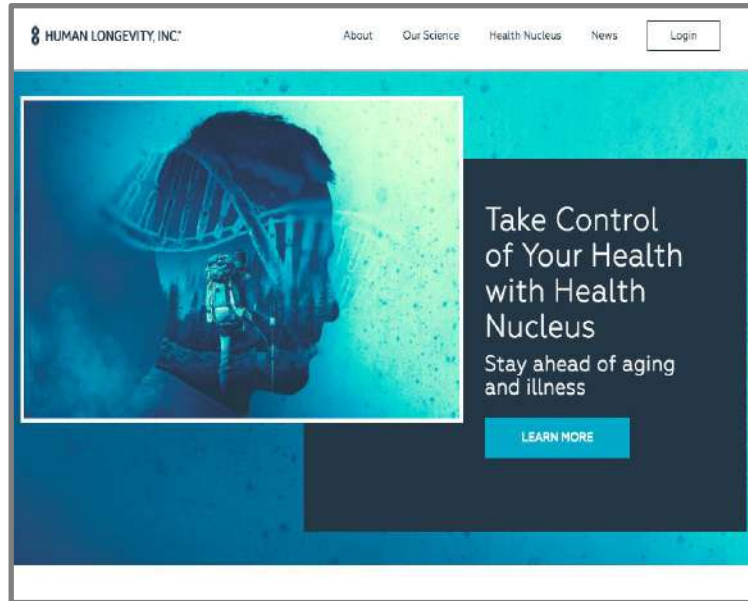 HUMAN LONGEVITY, INC.™
About Our Science Health Nucleus News Login
Take Control
of Your Health
with Health
Nucleus
Stay ahead of aging
and illness
LEARN MORE